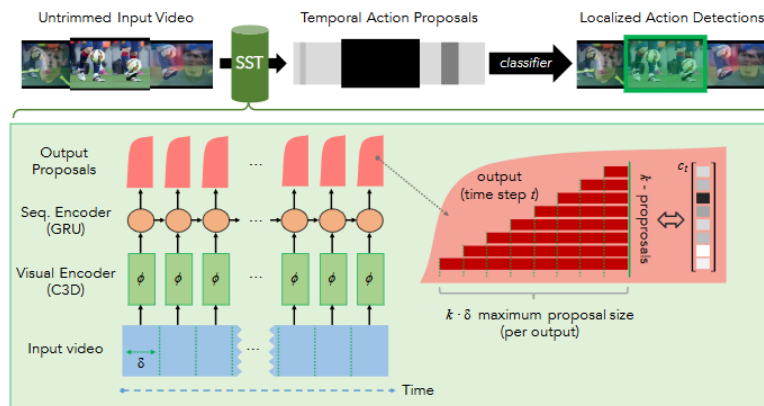 Untrimmed Input Video
Temporal Action Proposals
Localized Action Detections
SST
classifier
Output
Proposals
...
output
(time step t)
k - proprosals
c_t
Seq. Encoder
(GRU)
...
Visual Encoder
(C3D)
ϕ ϕ ϕ ... ϕ ϕ ϕ
k · δ maximum proposal size
(per output)
Input video
...
δ
Time